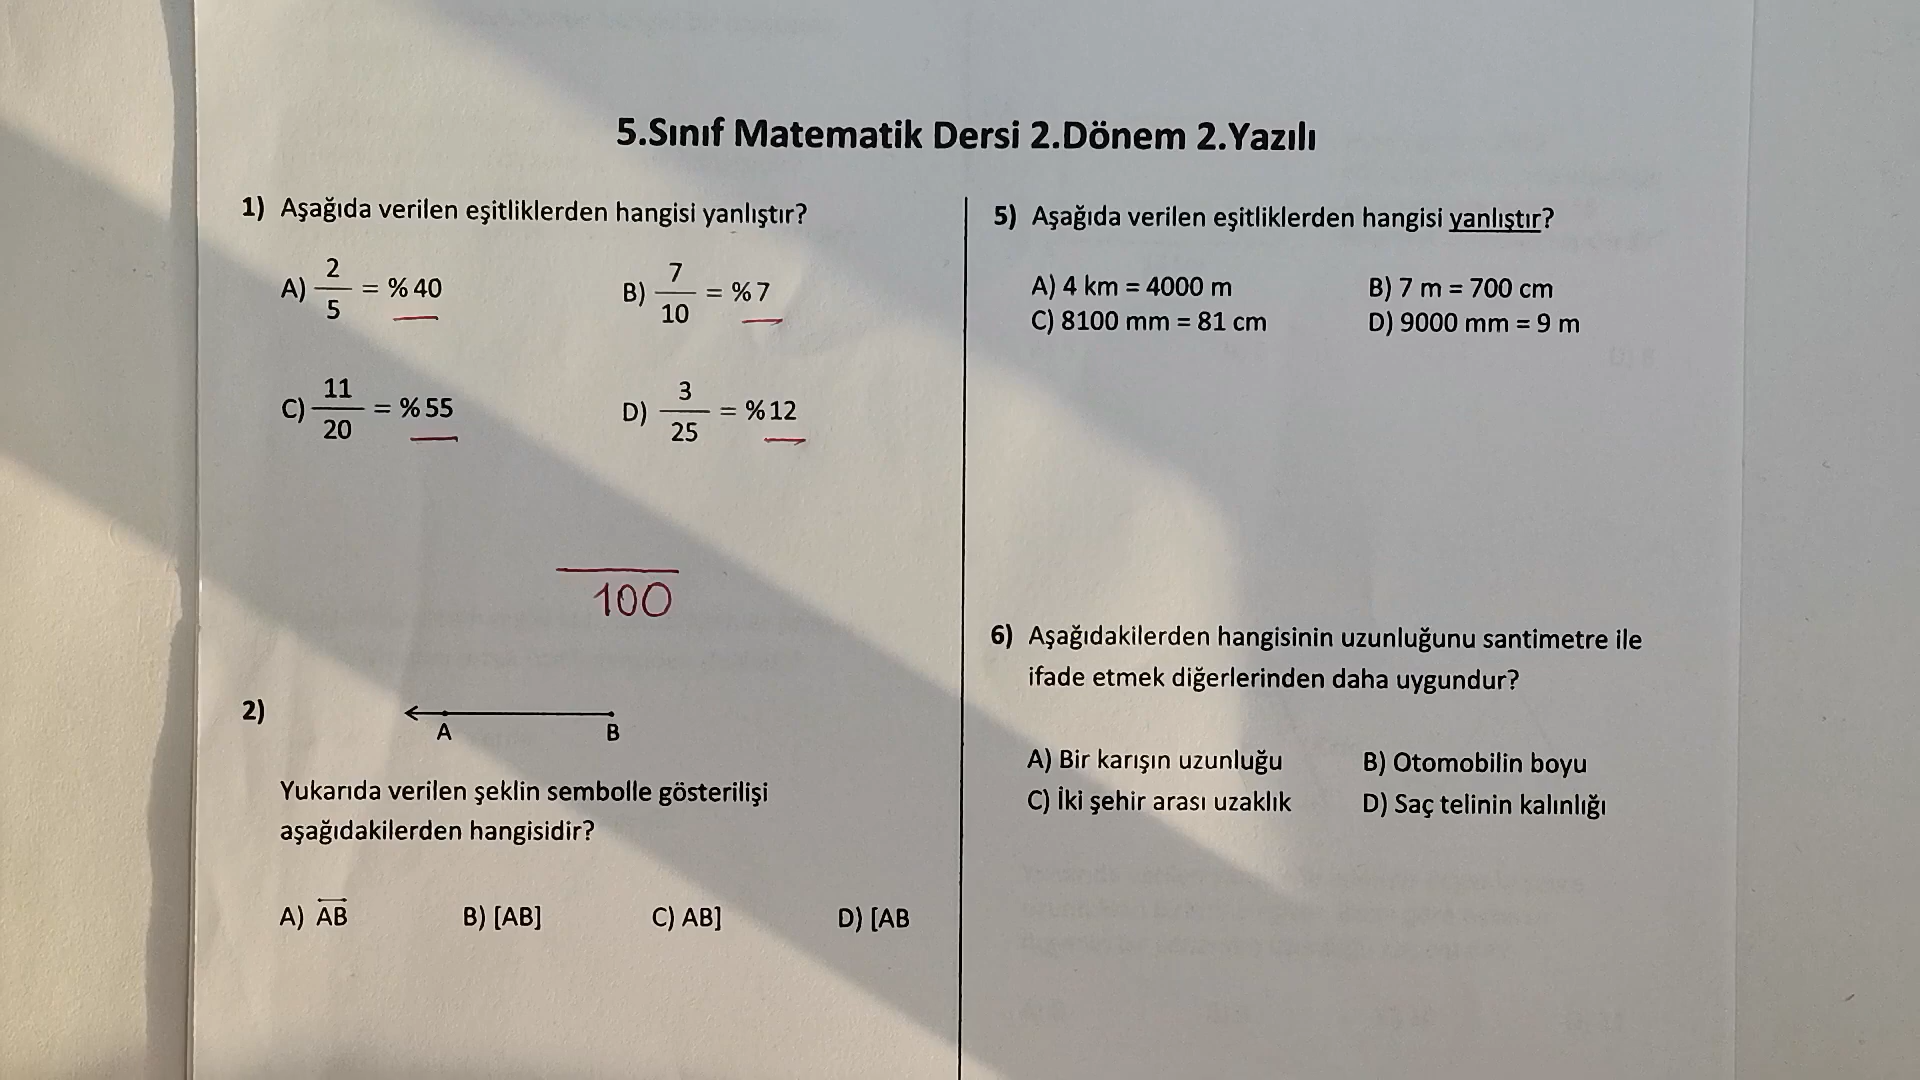 5.Sınıf Matematik Dersi 2.Dönem 2.Yazılı
1) Aşağıda verilen eşitliklerden hangisi yanlıştır?
A) 2/5 = % 40
B) 7/10 = % 7
C) 11/20 = % 55
D) 3/25 = % 12
100
2)
A B
Yukarıda verilen şeklin sembolle gösterilişi
aşağıdakilerden hangisidir?
A) AB B) [AB] C) AB] D) [AB
5) Aşağıda verilen eşitliklerden hangisi yanlıştır?
A) 4 km = 4000 m B) 7 m = 700 cm
C) 8100 mm = 81 cm D) 9000 mm = 9 m
6) Aşağıdakilerden hangisinin uzunluğunu santimetre ile
ifade etmek diğerlerinden daha uygundur?
A) Bir karışın uzunluğu B) Otomobilin boyu
C) İki şehir arası uzaklık D) Saç telinin kalınlığı